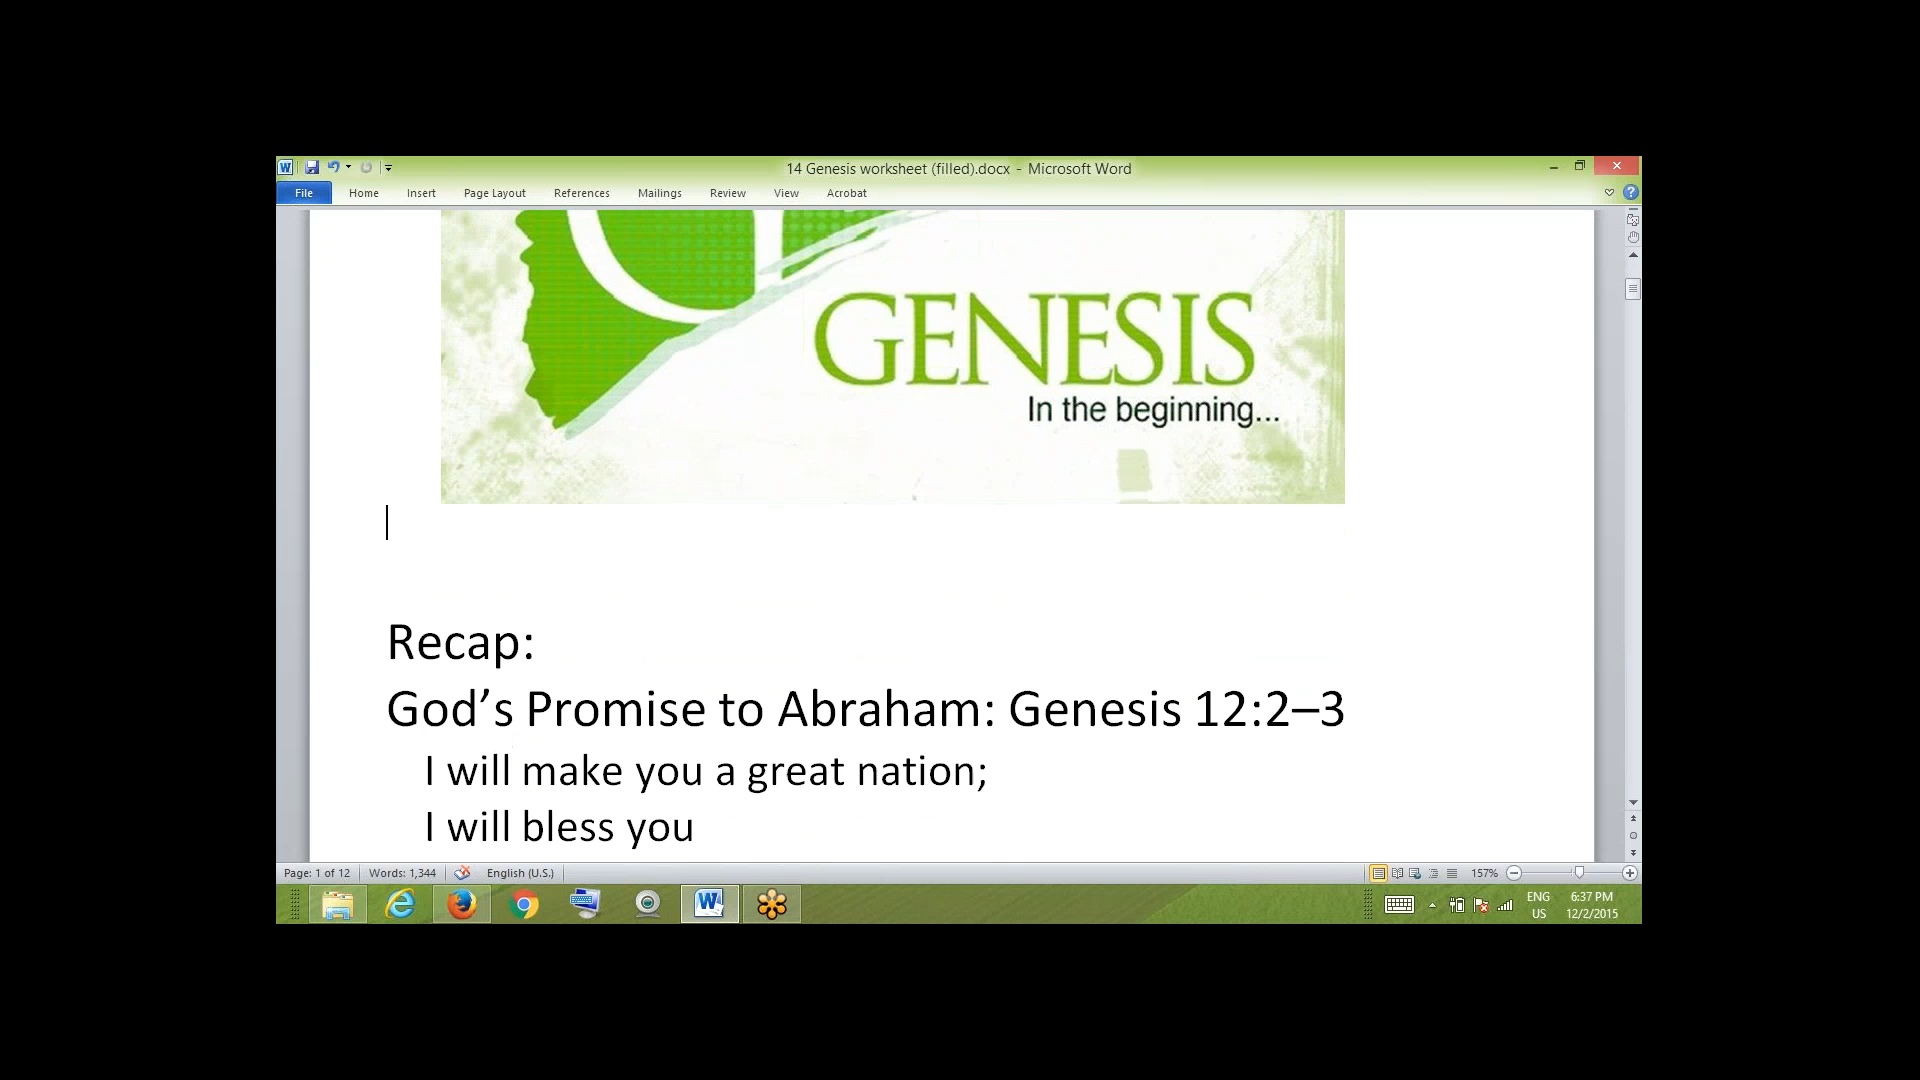 14 Genesis worksheet (filled).docx - Microsoft Word
File Home Insert Page Layout References Mailings Review View Acrobat
GENESIS
In the beginning...
Recap:
God’s Promise to Abraham: Genesis 12:2–3
I will make you a great nation;
I will bless you
Page: 1 of 12 Words: 1,344 English (U.S.) 157%
ENG 6:37 PM
US 12/2/2015